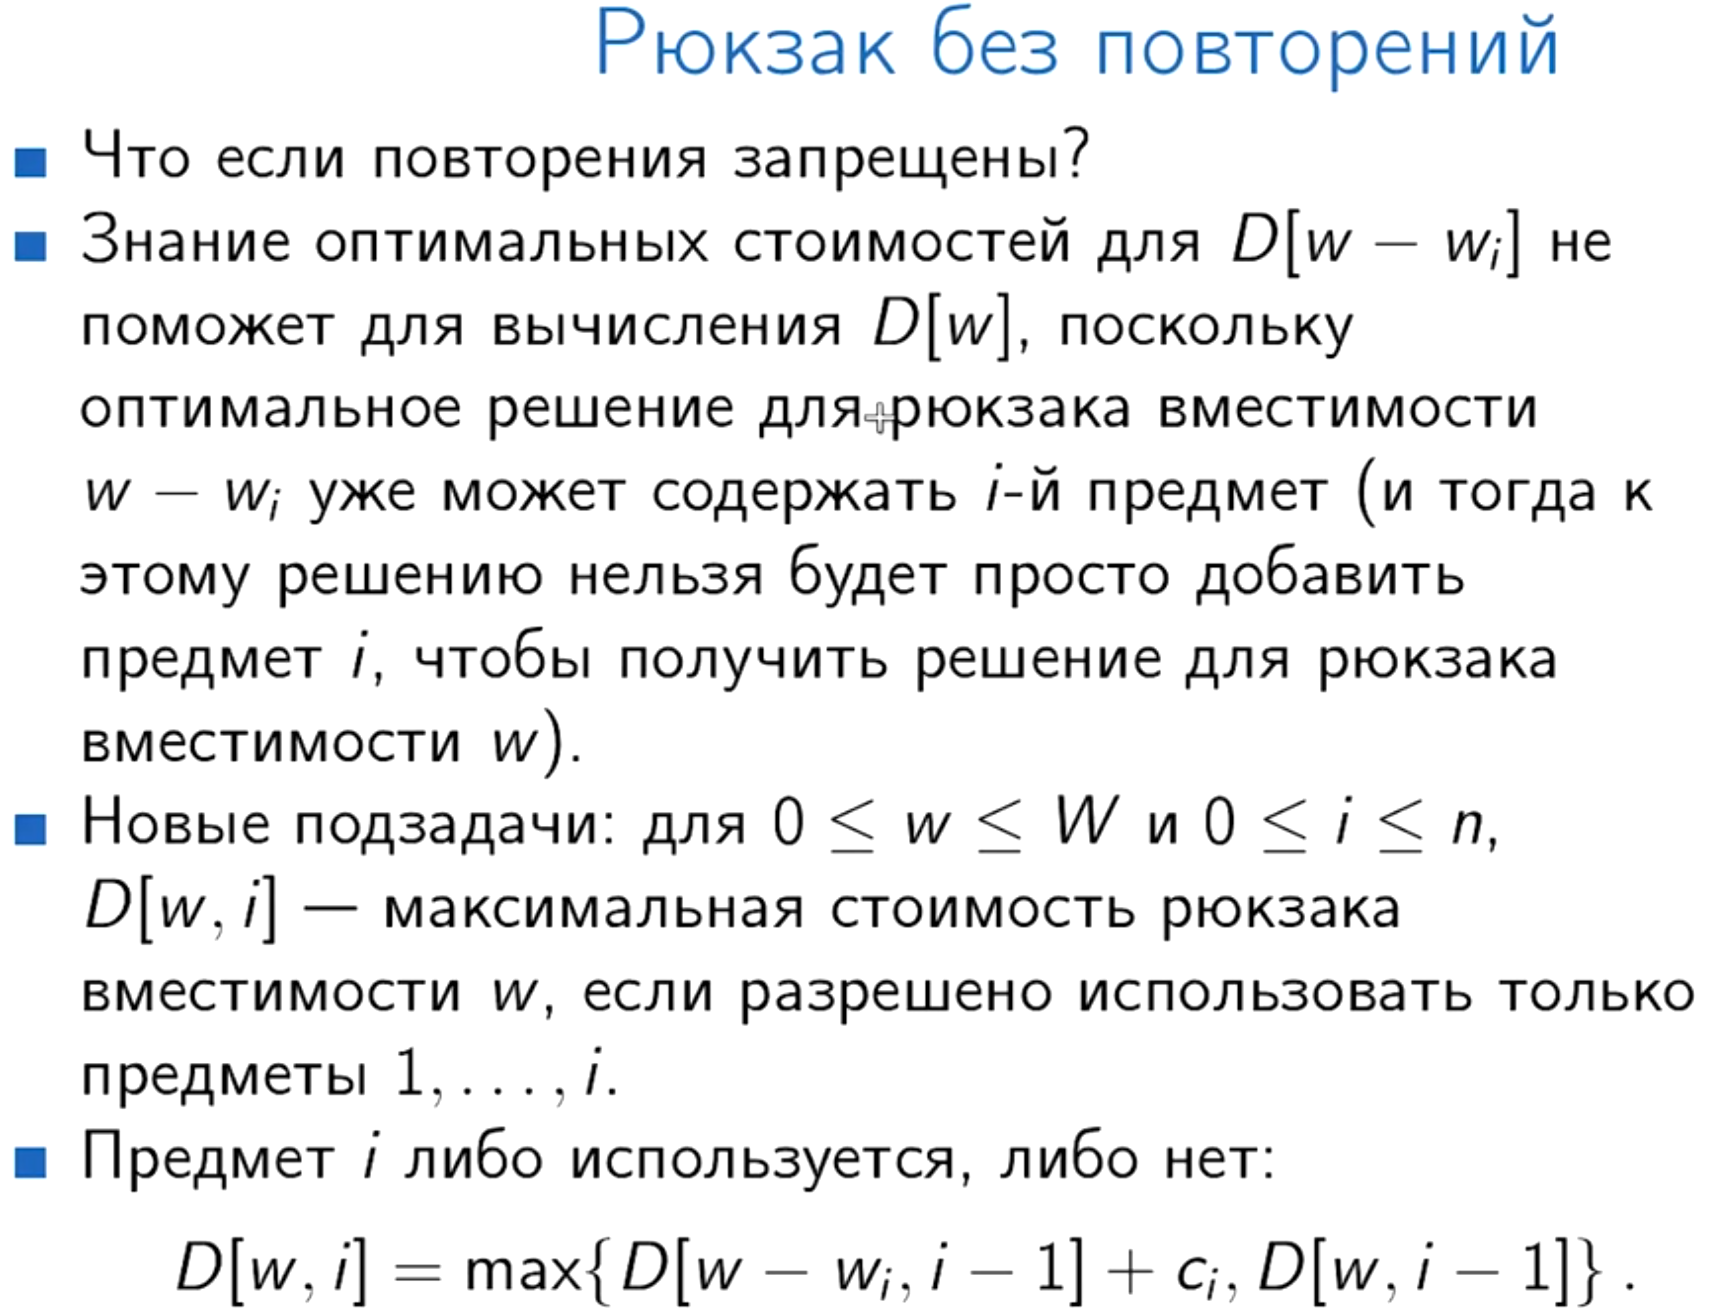 Рюкзак без повторений
Что если повторения запрещены?
Знание оптимальных стоимостей для D[w − wᵢ] не
поможет для вычисления D[w], поскольку
оптимальное решение для рюкзака вместимости
w − wᵢ уже может содержать i-й предмет (и тогда к
этому решению нельзя будет просто добавить
предмет i, чтобы получить решение для рюкзака
вместимости w).
Новые подзадачи: для 0 ≤ w ≤ W и 0 ≤ i ≤ n,
D[w, i] — максимальная стоимость рюкзака
вместимости w, если разрешено использовать только
предметы 1, . . . , i.
Предмет i либо используется, либо нет:
D[w, i] = max{D[w − wᵢ, i − 1] + cᵢ, D[w, i − 1]} .